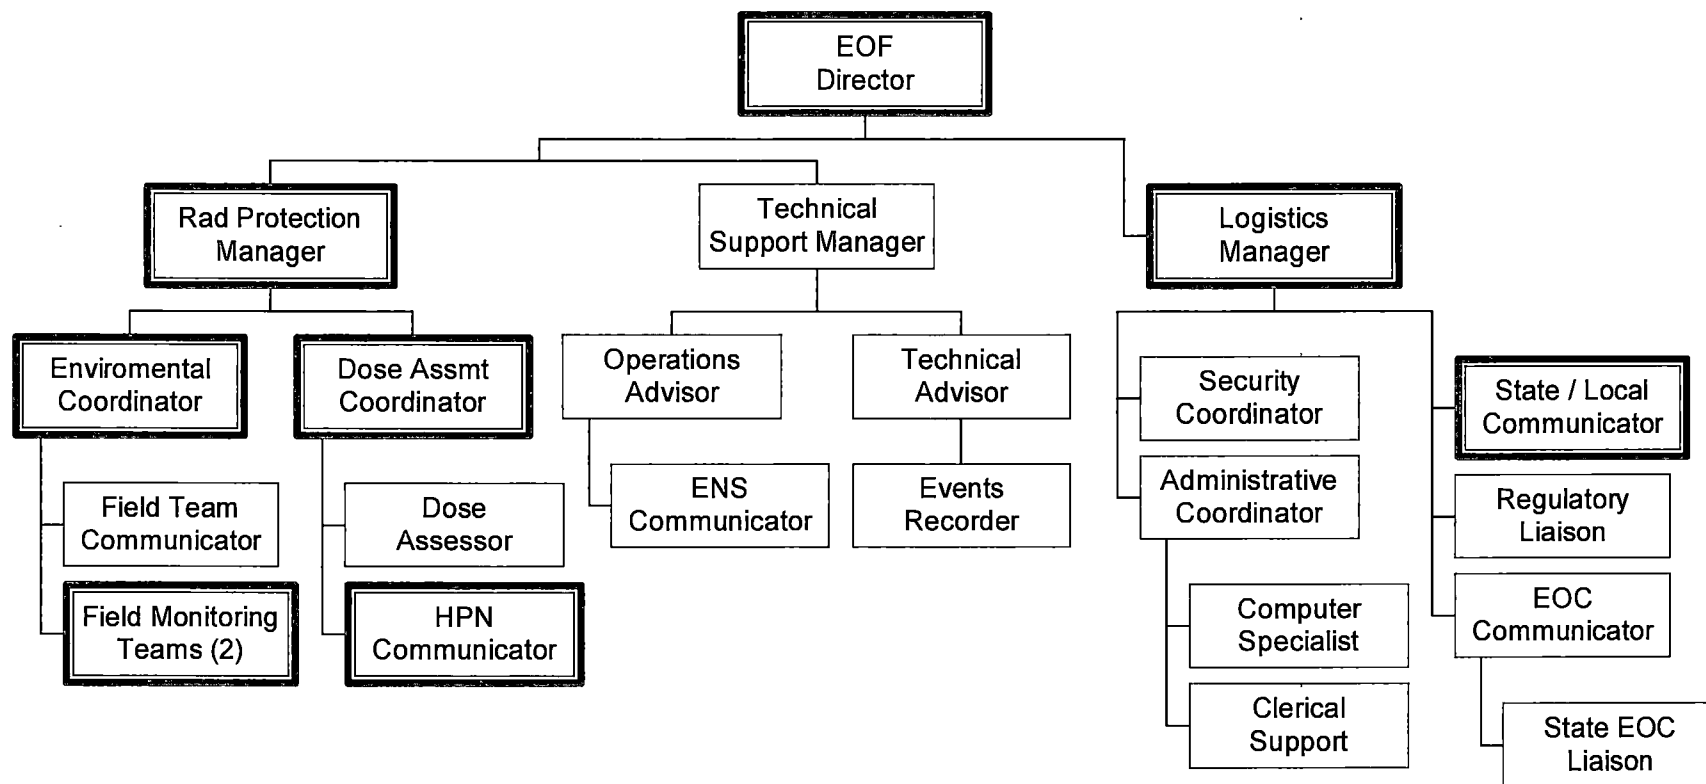 EOF
Director
Rad Protection
Manager
Technical
Support Manager
Logistics
Manager
Enviromental
Coordinator
Dose Assmt
Coordinator
Operations
Advisor
Technical
Advisor
Security
Coordinator
State / Local
Communicator
Field Team
Communicator
Dose
Assessor
ENS
Communicator
Events
Recorder
Administrative
Coordinator
Regulatory
Liaison
Field Monitoring
Teams (2)
HPN
Communicator
Computer
Specialist
EOC
Communicator
Clerical
Support
State EOC
Liaison